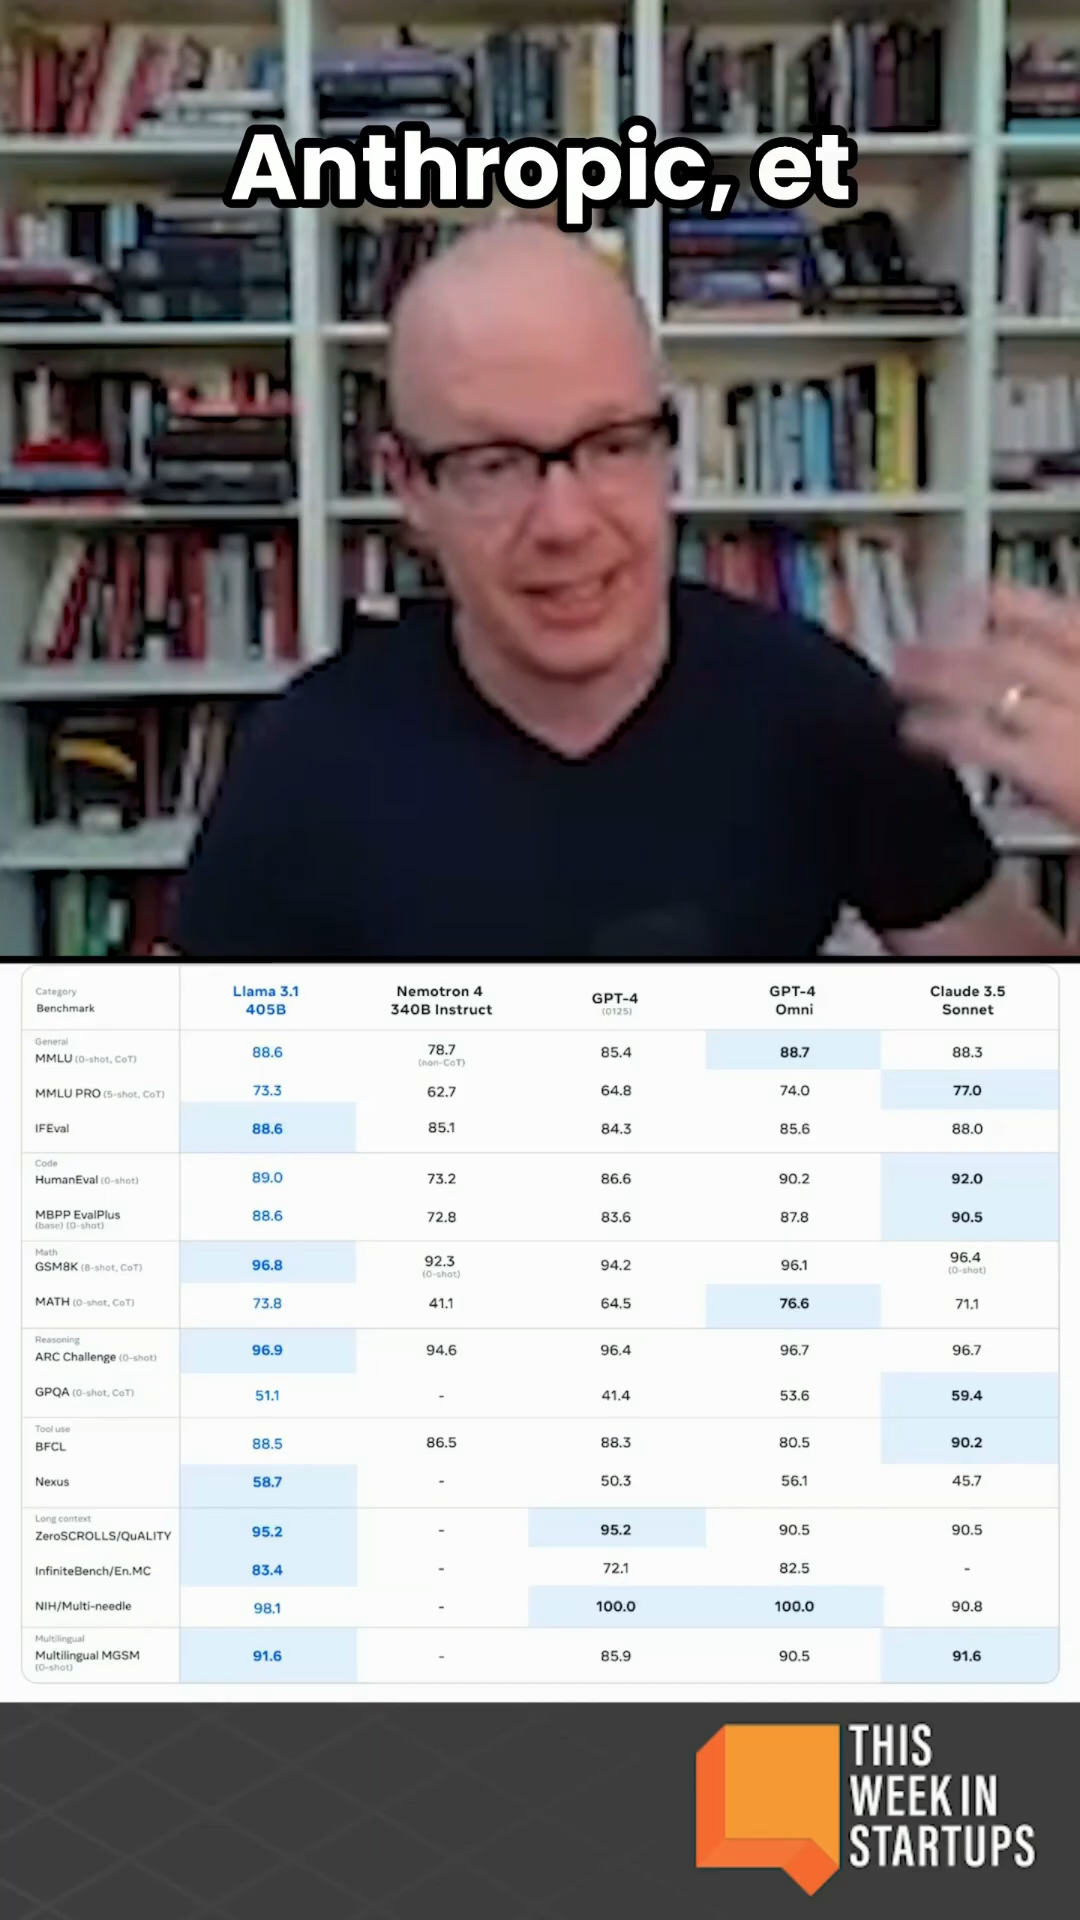 Anthropic, et
Category
Benchmark
Llama 3.1
405B
Nemotron 4
340B Instruct
GPT-4
(0125)
GPT-4
Omni
Claude 3.5
Sonnet
General
MMLU (0-shot, CoT) 88.6 78.7 85.4 88.7 88.3
(non-CoT)
MMLU PRO (5-shot, CoT) 73.3 62.7 64.8 74.0 77.0
IFEval 88.6 85.1 84.3 85.6 88.0
Code
HumanEval (0-shot) 89.0 73.2 86.6 90.2 92.0
MBPP EvalPlus 88.6 72.8 83.6 87.8 90.5
(base) (0-shot)
Math
GSM8K (8-shot, CoT) 96.8 92.3 94.2 96.1 96.4
(0-shot) (0-shot)
MATH (0-shot, CoT) 73.8 41.1 64.5 76.6 71.1
Reasoning
ARC Challenge (0-shot) 96.9 94.6 96.4 96.7 96.7
GPQA (0-shot, CoT) 51.1 - 41.4 53.6 59.4
Tool use
BFCL 88.5 86.5 88.3 80.5 90.2
Nexus 58.7 - 50.3 56.1 45.7
Long context
ZeroSCROLLS/QuALITY 95.2 - 95.2 90.5 90.5
InfiniteBench/En.MC 83.4 - 72.1 82.5 -
NIH/Multi-needle 98.1 - 100.0 100.0 90.8
Multilingual
Multilingual MGSM 91.6 - 85.9 90.5 91.6
(0-shot)
THIS
WEEK IN
STARTUPS